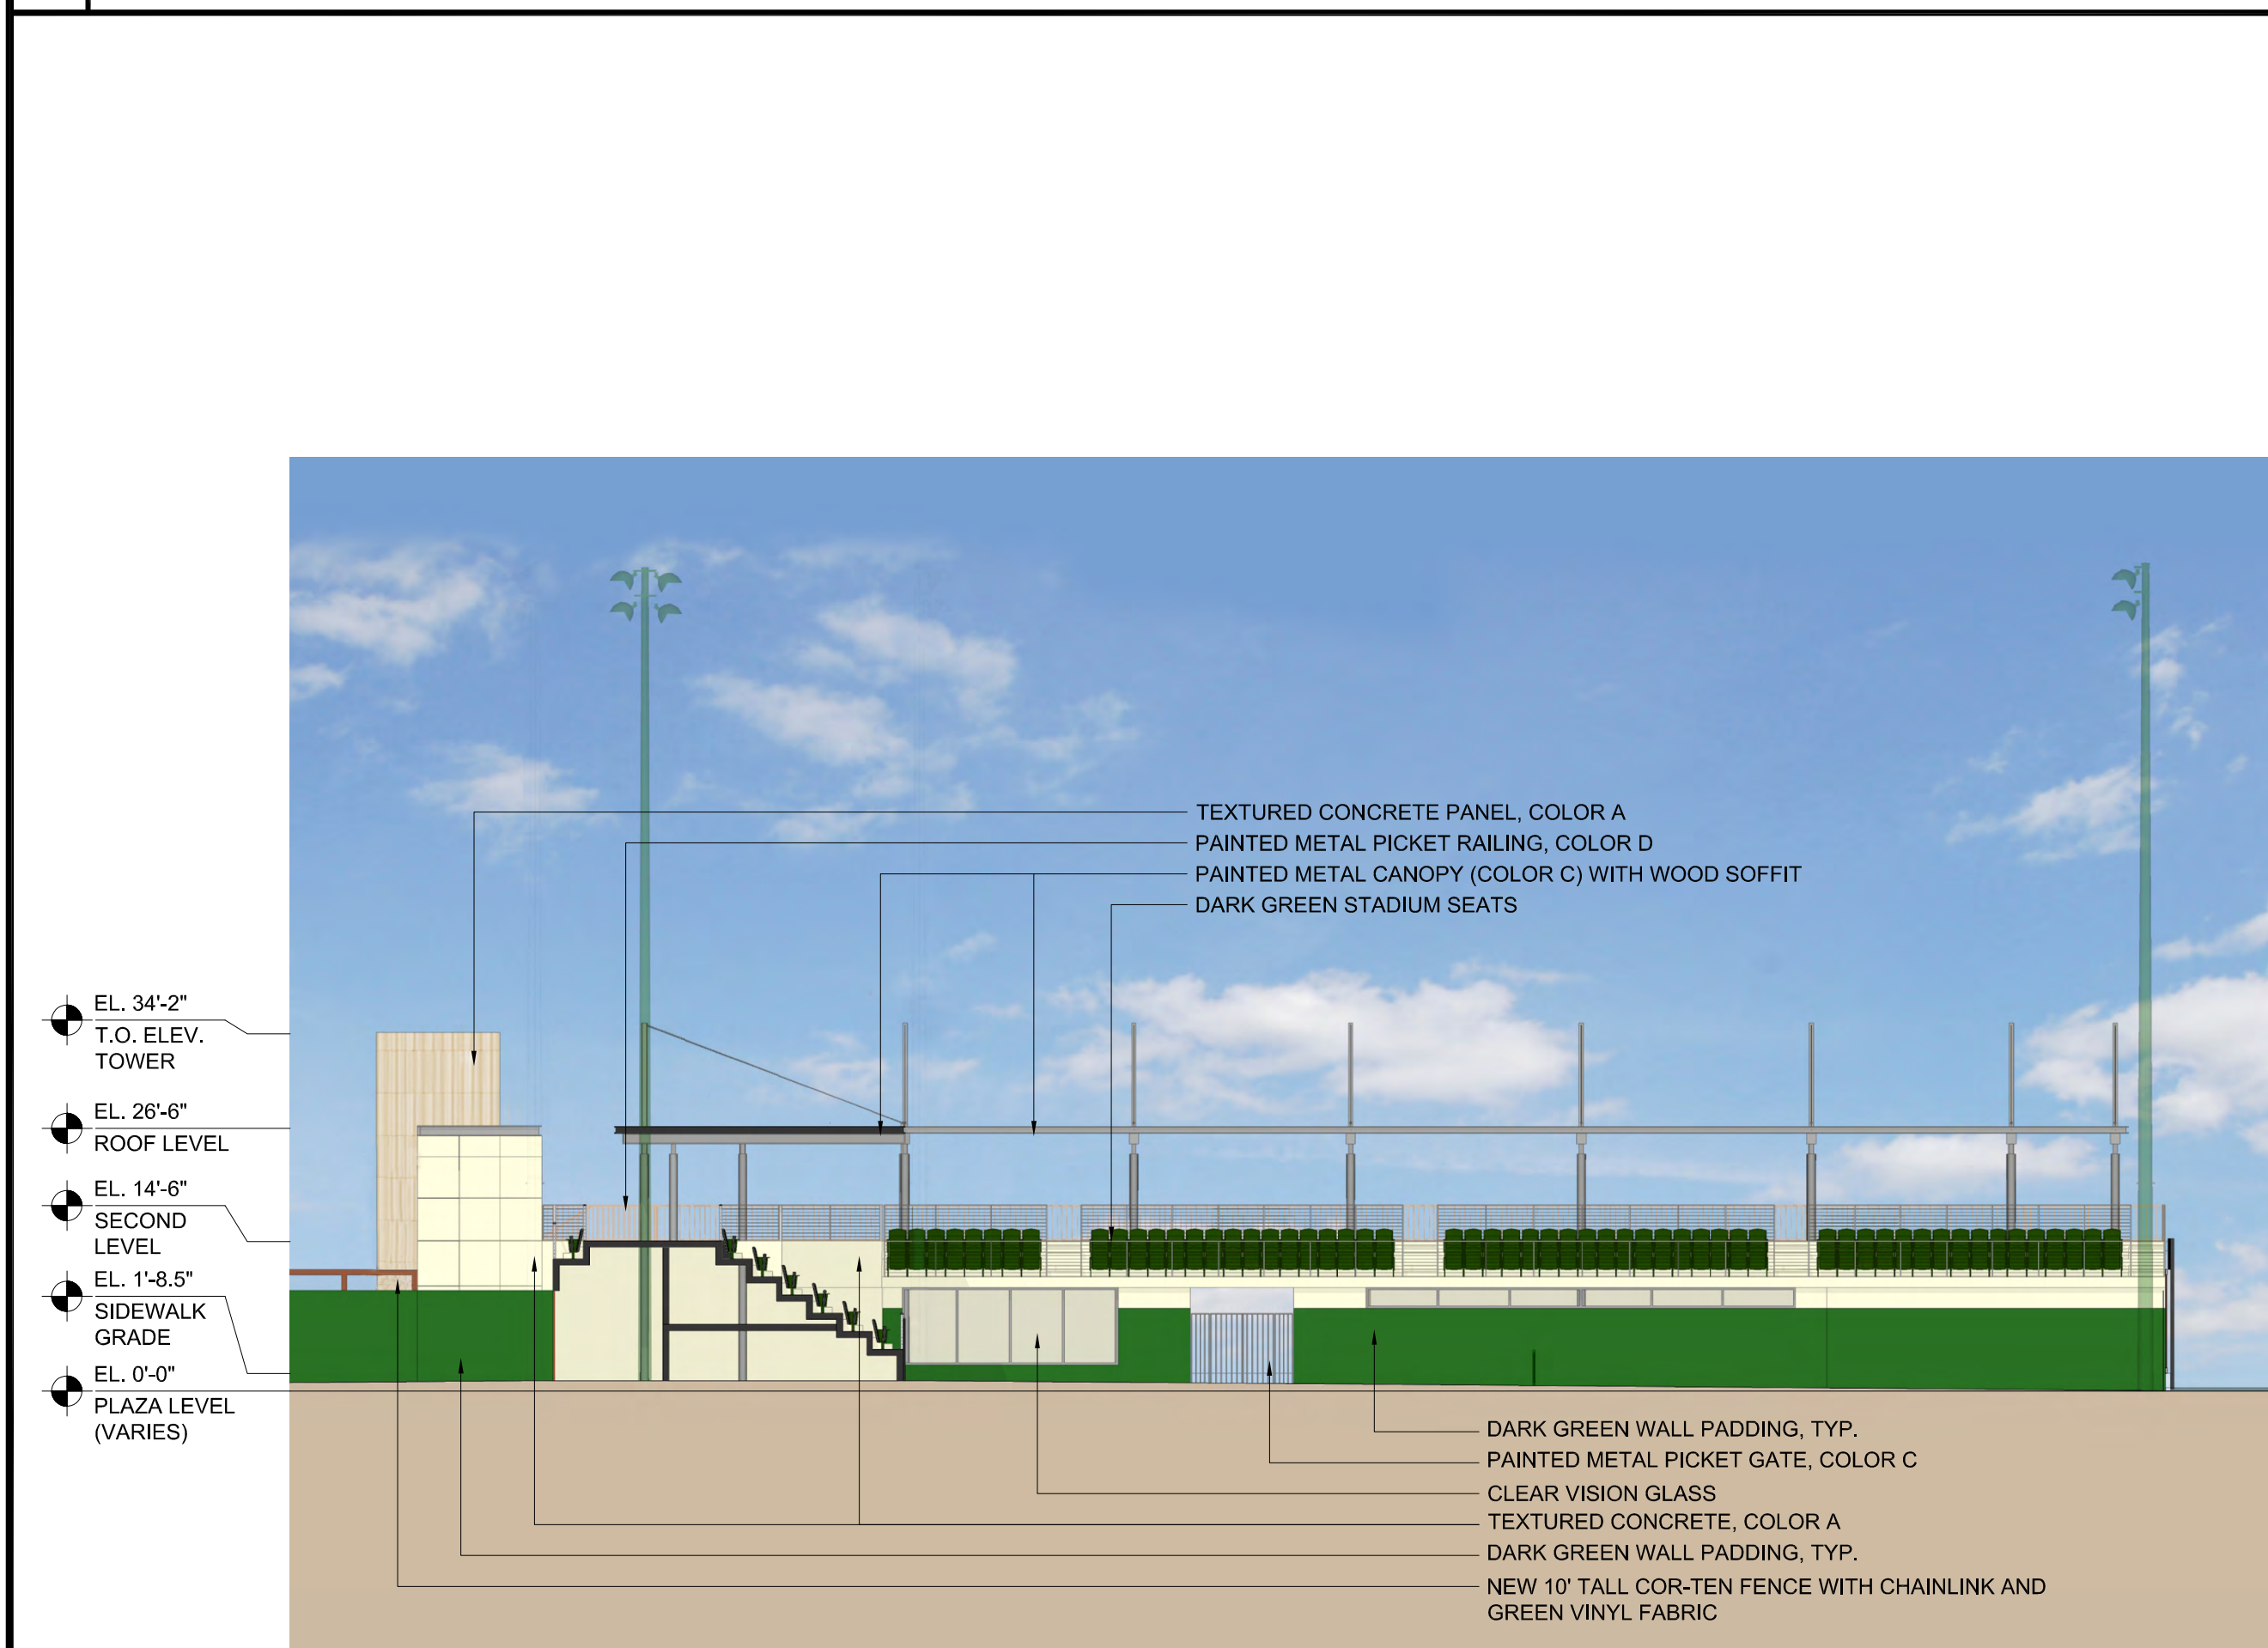 TEXTURED CONCRETE PANEL, COLOR A
PAINTED METAL PICKET RAILING, COLOR D
PAINTED METAL CANOPY (COLOR C) WITH WOOD SOFFIT
DARK GREEN STADIUM SEATS
EL. 34'-2"
T.O. ELEV.
TOWER
EL. 26'-6"
ROOF LEVEL
EL. 14'-6"
SECOND
LEVEL
EL. 1'-8.5"
SIDEWALK
GRADE
EL. 0'-0"
PLAZA LEVEL
(VARIES)
DARK GREEN WALL PADDING, TYP.
PAINTED METAL PICKET GATE, COLOR C
CLEAR VISION GLASS
TEXTURED CONCRETE, COLOR A
DARK GREEN WALL PADDING, TYP.
NEW 10' TALL COR-TEN FENCE WITH CHAINLINK AND
GREEN VINYL FABRIC